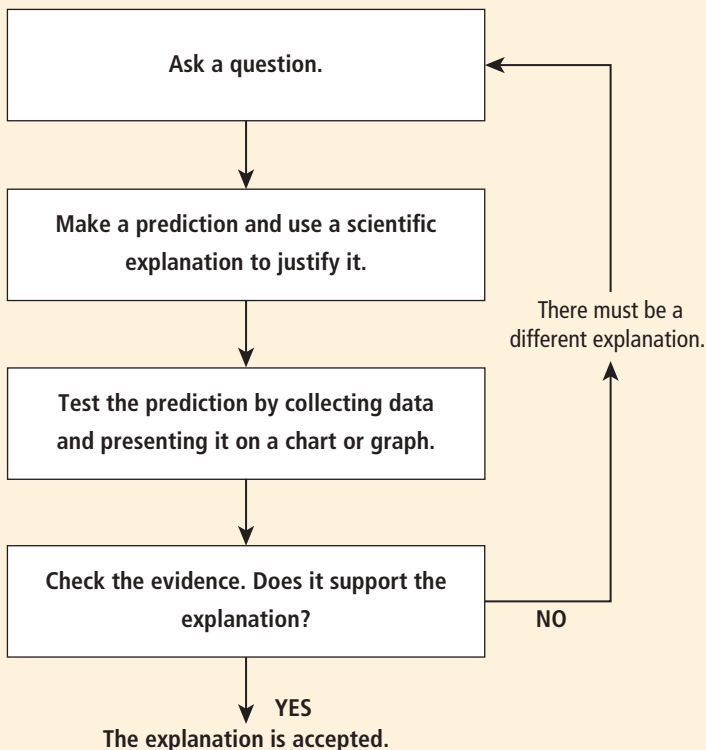 Ask a question.
Make a prediction and use a scientific
explanation to justify it.
There must be a
different explanation.
Test the prediction by collecting data
and presenting it on a chart or graph.
Check the evidence. Does it support the
explanation?
NO
YES
The explanation is accepted.